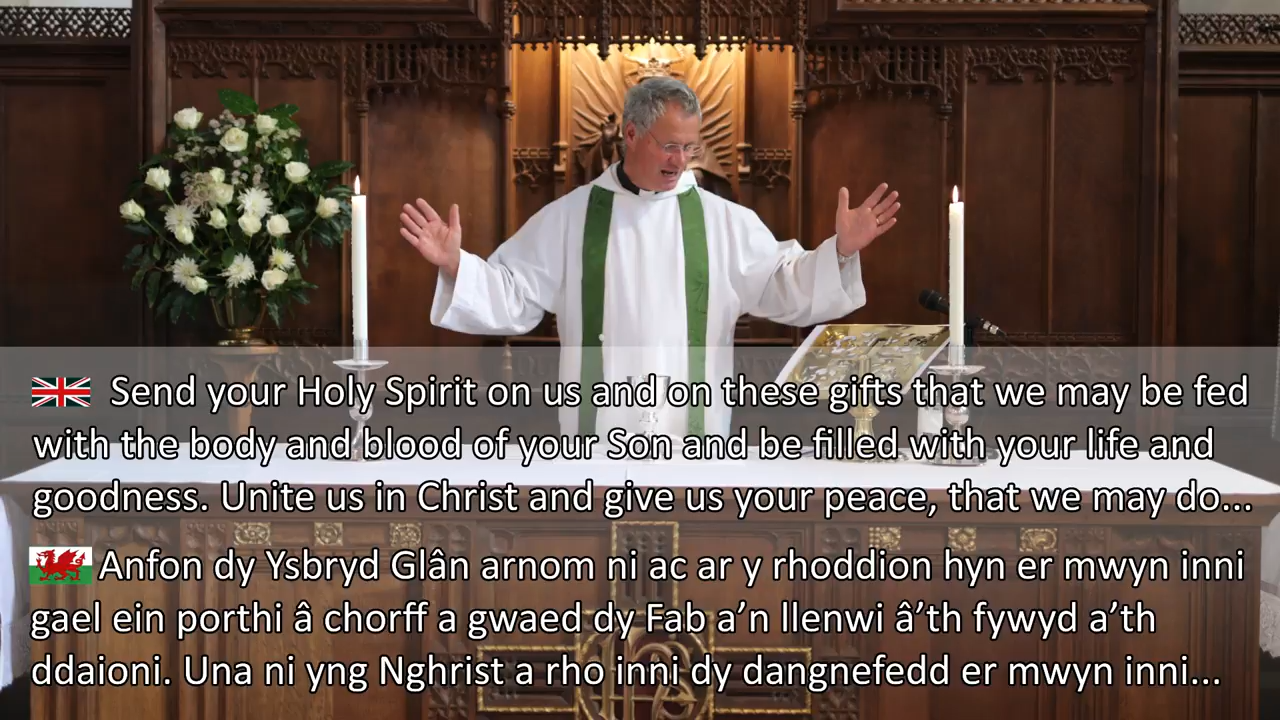 Send your Holy Spirit on us and on these gifts that we may be fed
with the body and blood of your Son and be filled with your life and
goodness. Unite us in Christ and give us your peace, that we may do...
Anfon dy Ysbryd Glân arnom ni ac ar y rhoddion hyn er mwyn inni
gael ein porthi â chorff a gwaed dy Fab a’n llenwi â’th fywyd a’th
ddaioni. Una ni yng Nghrist a rho inni dy dangnefedd er mwyn inni...